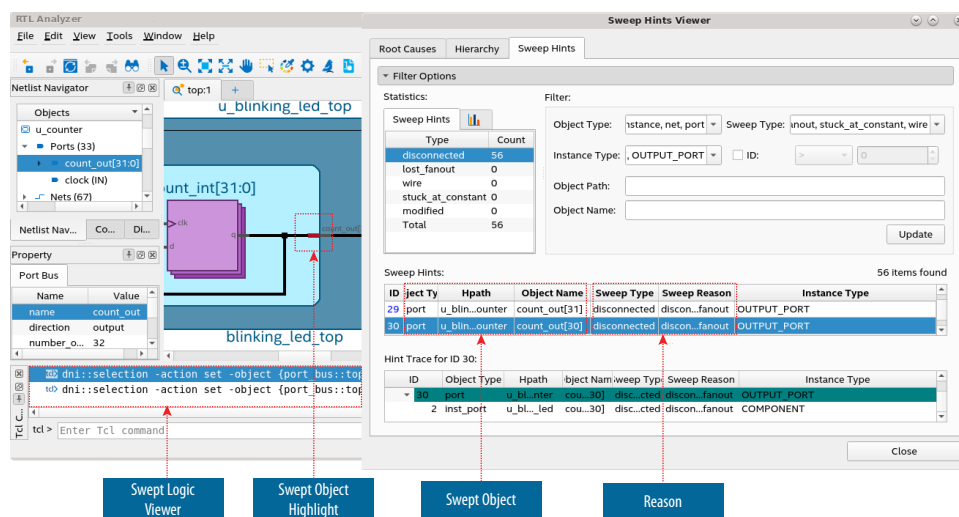 RTL Analyzer
File Edit View Tools Window Help
Netlist Navigator
Objects
u_counter
Ports (33)
count_out[31:0]
clock (IN)
Nets (67)
Netlist Nav... Co... Di...
Property
Port Bus
Name Value
name count_out
direction output
number_o... 32
top:1 +
u_blinking_led_top
ount_int[31:0]
clk
d
q
count_out[
blinking_led_top
dni::selection -action set -object {port_bus::top
tcl> dni::selection -action set -object {port_bus::top
Tcl C...
tcl > Enter Tcl command
Sweep Hints Viewer
Root Causes Hierarchy Sweep Hints
Filter Options
Statistics:
Sweep Hints
Type Count
disconnected 56
lost_fanout 0
wire 0
stuck_at_constant 0
modified 0
Total 56
Filter:
Object Type: nstance, net, port Sweep Type: anout, stuck_at_constant, wire
Instance Type: , OUTPUT_PORT ID: > 0
Object Path:
Object Name:
Update
Sweep Hints: 56 items found
ID ject Ty Hpath Object Name Sweep Type Sweep Reason Instance Type
29 port u_blin...ounter count_out[31] disconnected discon...fanout OUTPUT_PORT
30 port u_blin...ounter count_out[30] disconnected discon...fanout OUTPUT_PORT
Hint Trace for ID 30:
ID Object Type Hpath bject Nam weep Typ Sweep Reason Instance Type
30 port u_bl...nter cou...30] disc...cted discon...fanout OUTPUT_PORT
2 inst_port u_bl..._led cou...30] disc...cted discon...fanout COMPONENT
Close
Swept Logic
Viewer
Swept Object
Highlight
Swept Object
Reason